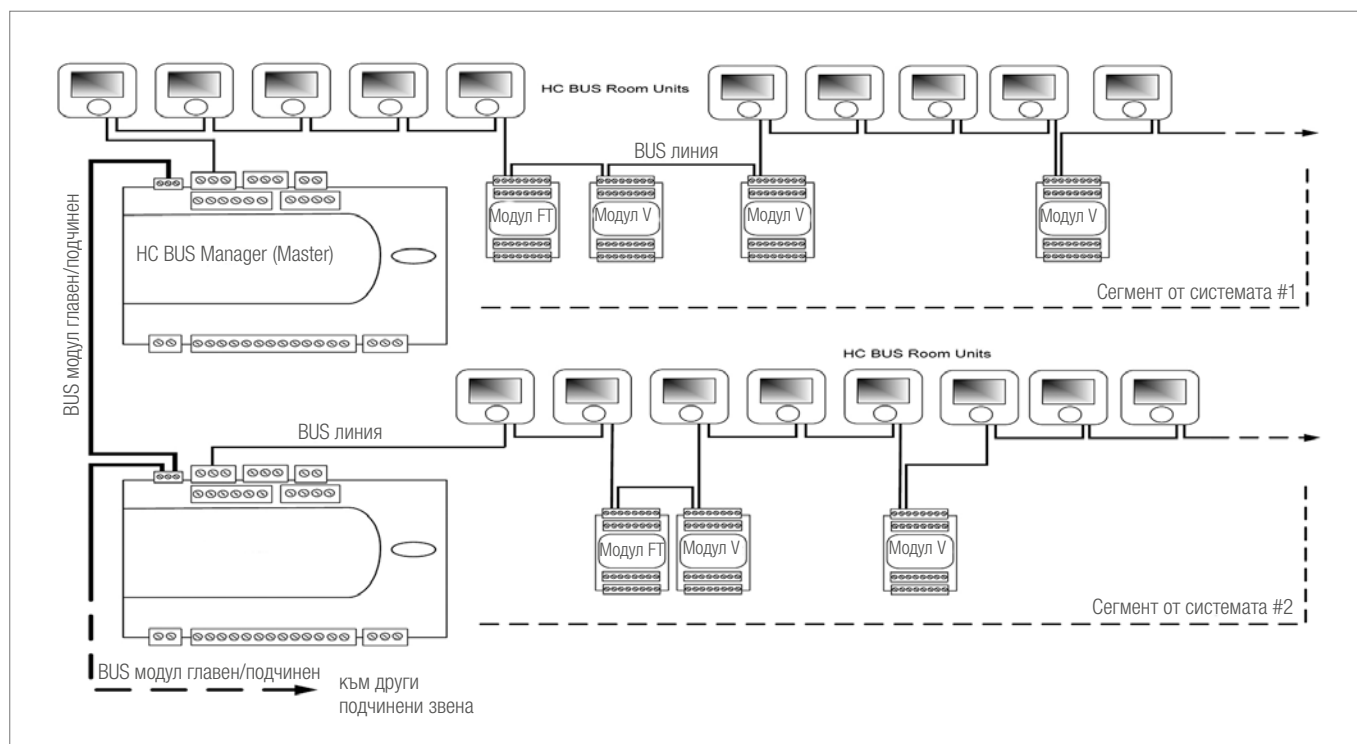 HC BUS Room Units
BUS линия
Модул FT
Модул V
Модул V
Модул V
BUS модул главен/подчинен
HC BUS Manager (Master)
Сегмент от системата #1
HC BUS Room Units
BUS линия
Модул FT
Модул V
Модул V
Сегмент от системата #2
BUS модул главен/подчинен
към други
подчинени звена